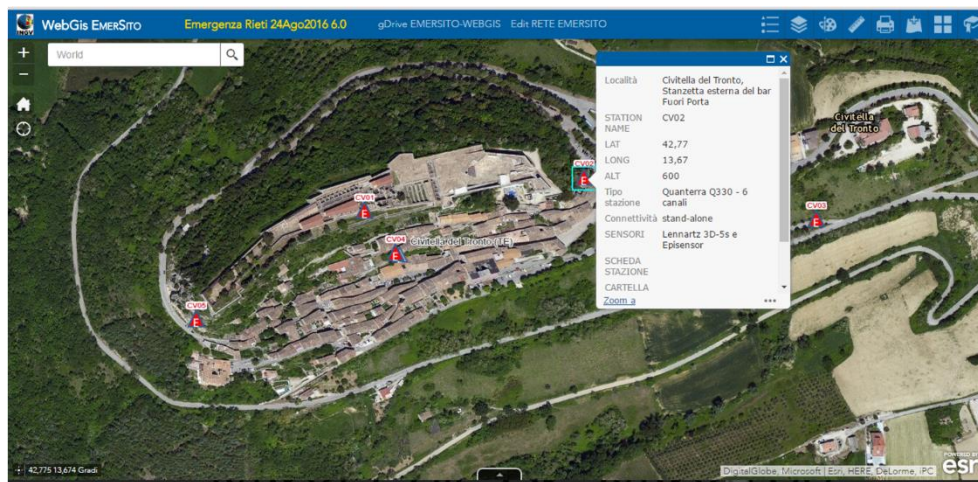 INGV
WebGis EmerSito
Emergenza Rieti 24Ago2016 6.0
gDrive EMERSITO-WEBGIS
Edit RETE EMERSITO
World
Località
Civitella del Tronto,
Stanzetta esterna del bar
Fuori Porta
STATION
NAME
CV02
LAT
42,77
LONG
13,67
ALT
600
Tipo
stazione
Quanterra Q330 - 6
canali
Connettività
stand-alone
SENSORI
Lennartz 3D-5s e
Episensor
SCHEDA
STAZIONE
CARTELLA
Zoom a
Civitella
del Tronto
CV02
E
CV01
E
CV03
E
CV04
E
Civitella del Tronto (TE)
CV05
E
42,775 13,674 Gradi
DigitalGlobe, Microsoft | Esri, HERE, DeLorme, iPC
POWERED BY
esri